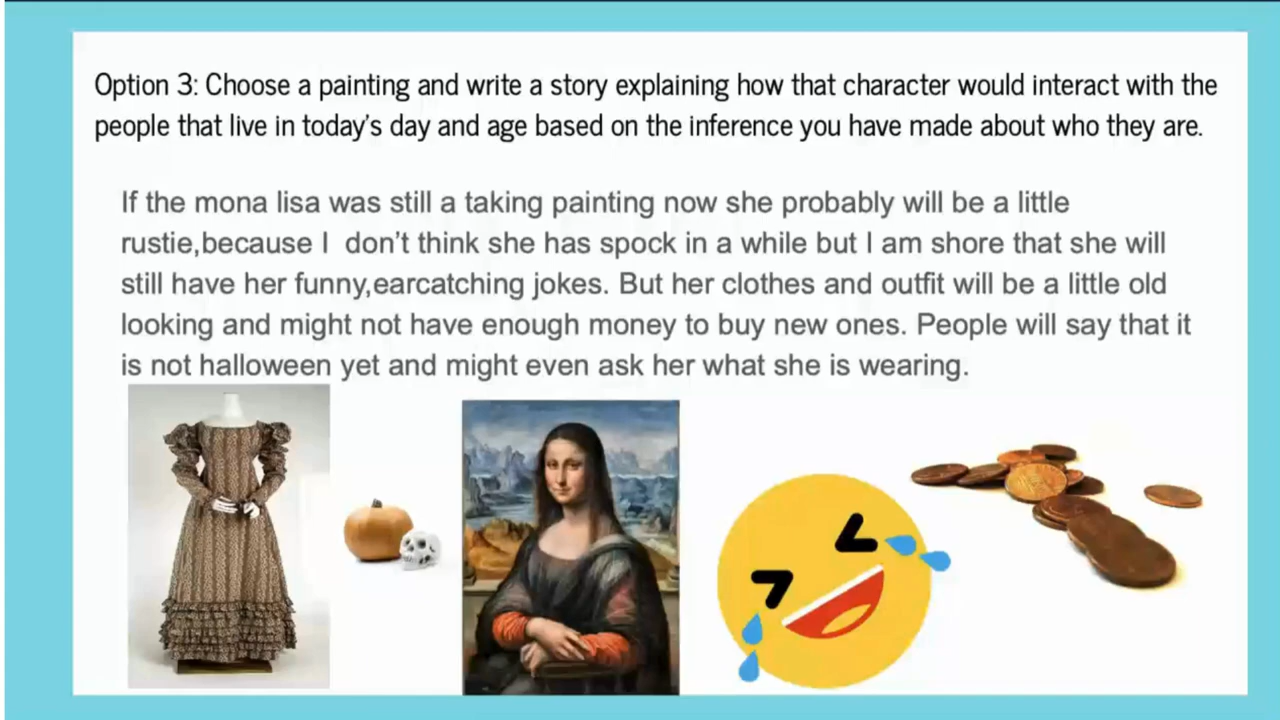 Option 3: Choose a painting and write a story explaining how that character would interact with the
people that live in today's day and age based on the inference you have made about who they are.
If the mona lisa was still a taking painting now she probably will be a little
rustie,because I  don't think she has spock in a while but I am shore that she will
still have her funny,earcatching jokes. But her clothes and outfit will be a little old
looking and might not have enough money to buy new ones. People will say that it
is not halloween yet and might even ask her what she is wearing.